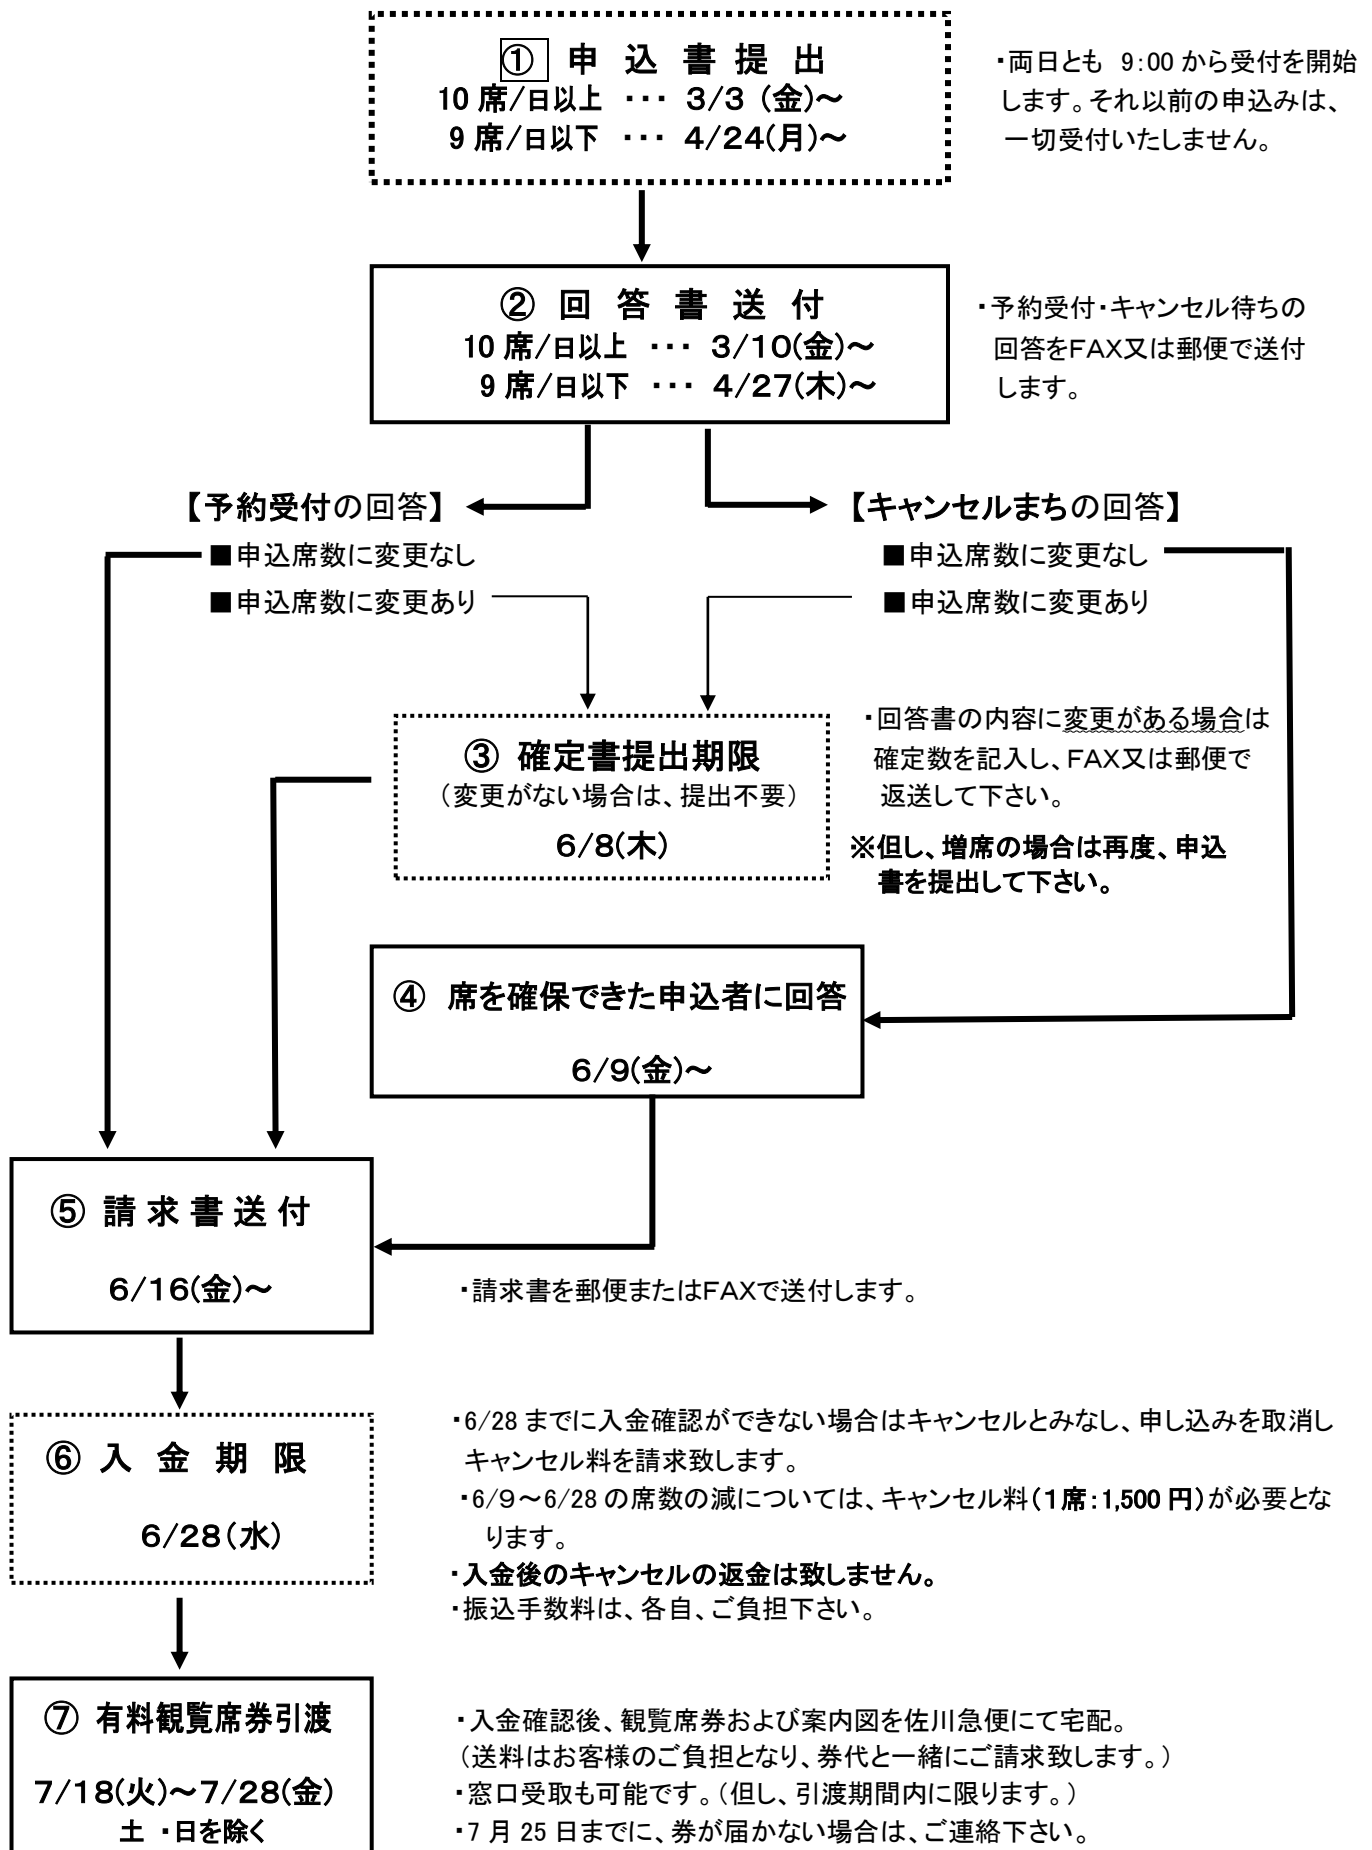 ① 申 込 書 提 出
10 席/日以上 ・・・ 3/3 (金)～
9 席/日以下 ・・・ 4/24(月)～
・両日とも 9:00 から受付を開始
します。それ以前の申込みは、
一切受付いたしません。
② 回 答 書 送 付
10 席/日以上 ・・・ 3/10(金)～
9 席/日以下 ・・・ 4/27(木)～
・予約受付・キャンセル待ちの
回答をFAX又は郵便で送付
します。
【予約受付の回答】
■申込席数に変更なし
■申込席数に変更あり
【キャンセルまちの回答】
■申込席数に変更なし
■申込席数に変更あり
③ 確定書提出期限
（変更がない場合は、提出不要）
6/8(木)
・回答書の内容に変更がある場合は
確定数を記入し、FAX又は郵便で
返送して下さい。
※但し、増席の場合は再度、申込
書を提出して下さい。
④ 席を確保できた申込者に回答
6/9(金)～
⑤ 請 求 書 送 付
6/16(金)～
・請求書を郵便またはFAXで送付します。
⑥ 入 金 期 限
6/28(水)
・6/28 までに入金確認ができない場合はキャンセルとみなし、申し込みを取消し
キャンセル料を請求致します。
・6/9～6/28 の席数の減については、キャンセル料(1席:1,500 円)が必要とな
ります。
・入金後のキャンセルの返金は致しません。
・振込手数料は、各自、ご負担下さい。
⑦ 有料観覧席券引渡
7/18(火)～7/28(金)
土 ・日を除く
・入金確認後、観覧席券および案内図を佐川急便にて宅配。
（送料はお客様のご負担となり、券代と一緒にご請求致します。）
・窓口受取も可能です。（但し、引渡期間内に限ります。）
・7 月 25 日までに、券が届かない場合は、ご連絡下さい。